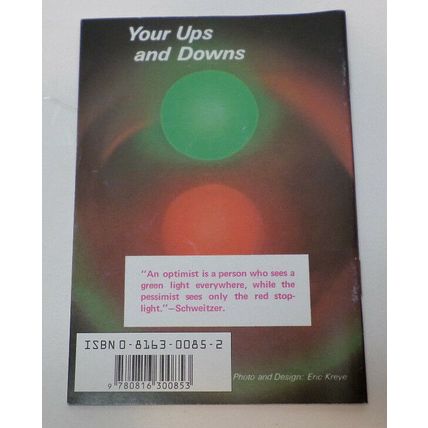 Your Ups
and Downs
"An optimist is a person who sees a
green light everywhere, while the
pessimist sees only the red stop-
light."—Schweitzer.
ISBN 0-8163-0085-2
9 780816 300853
Photo and Design: Eric Kreye